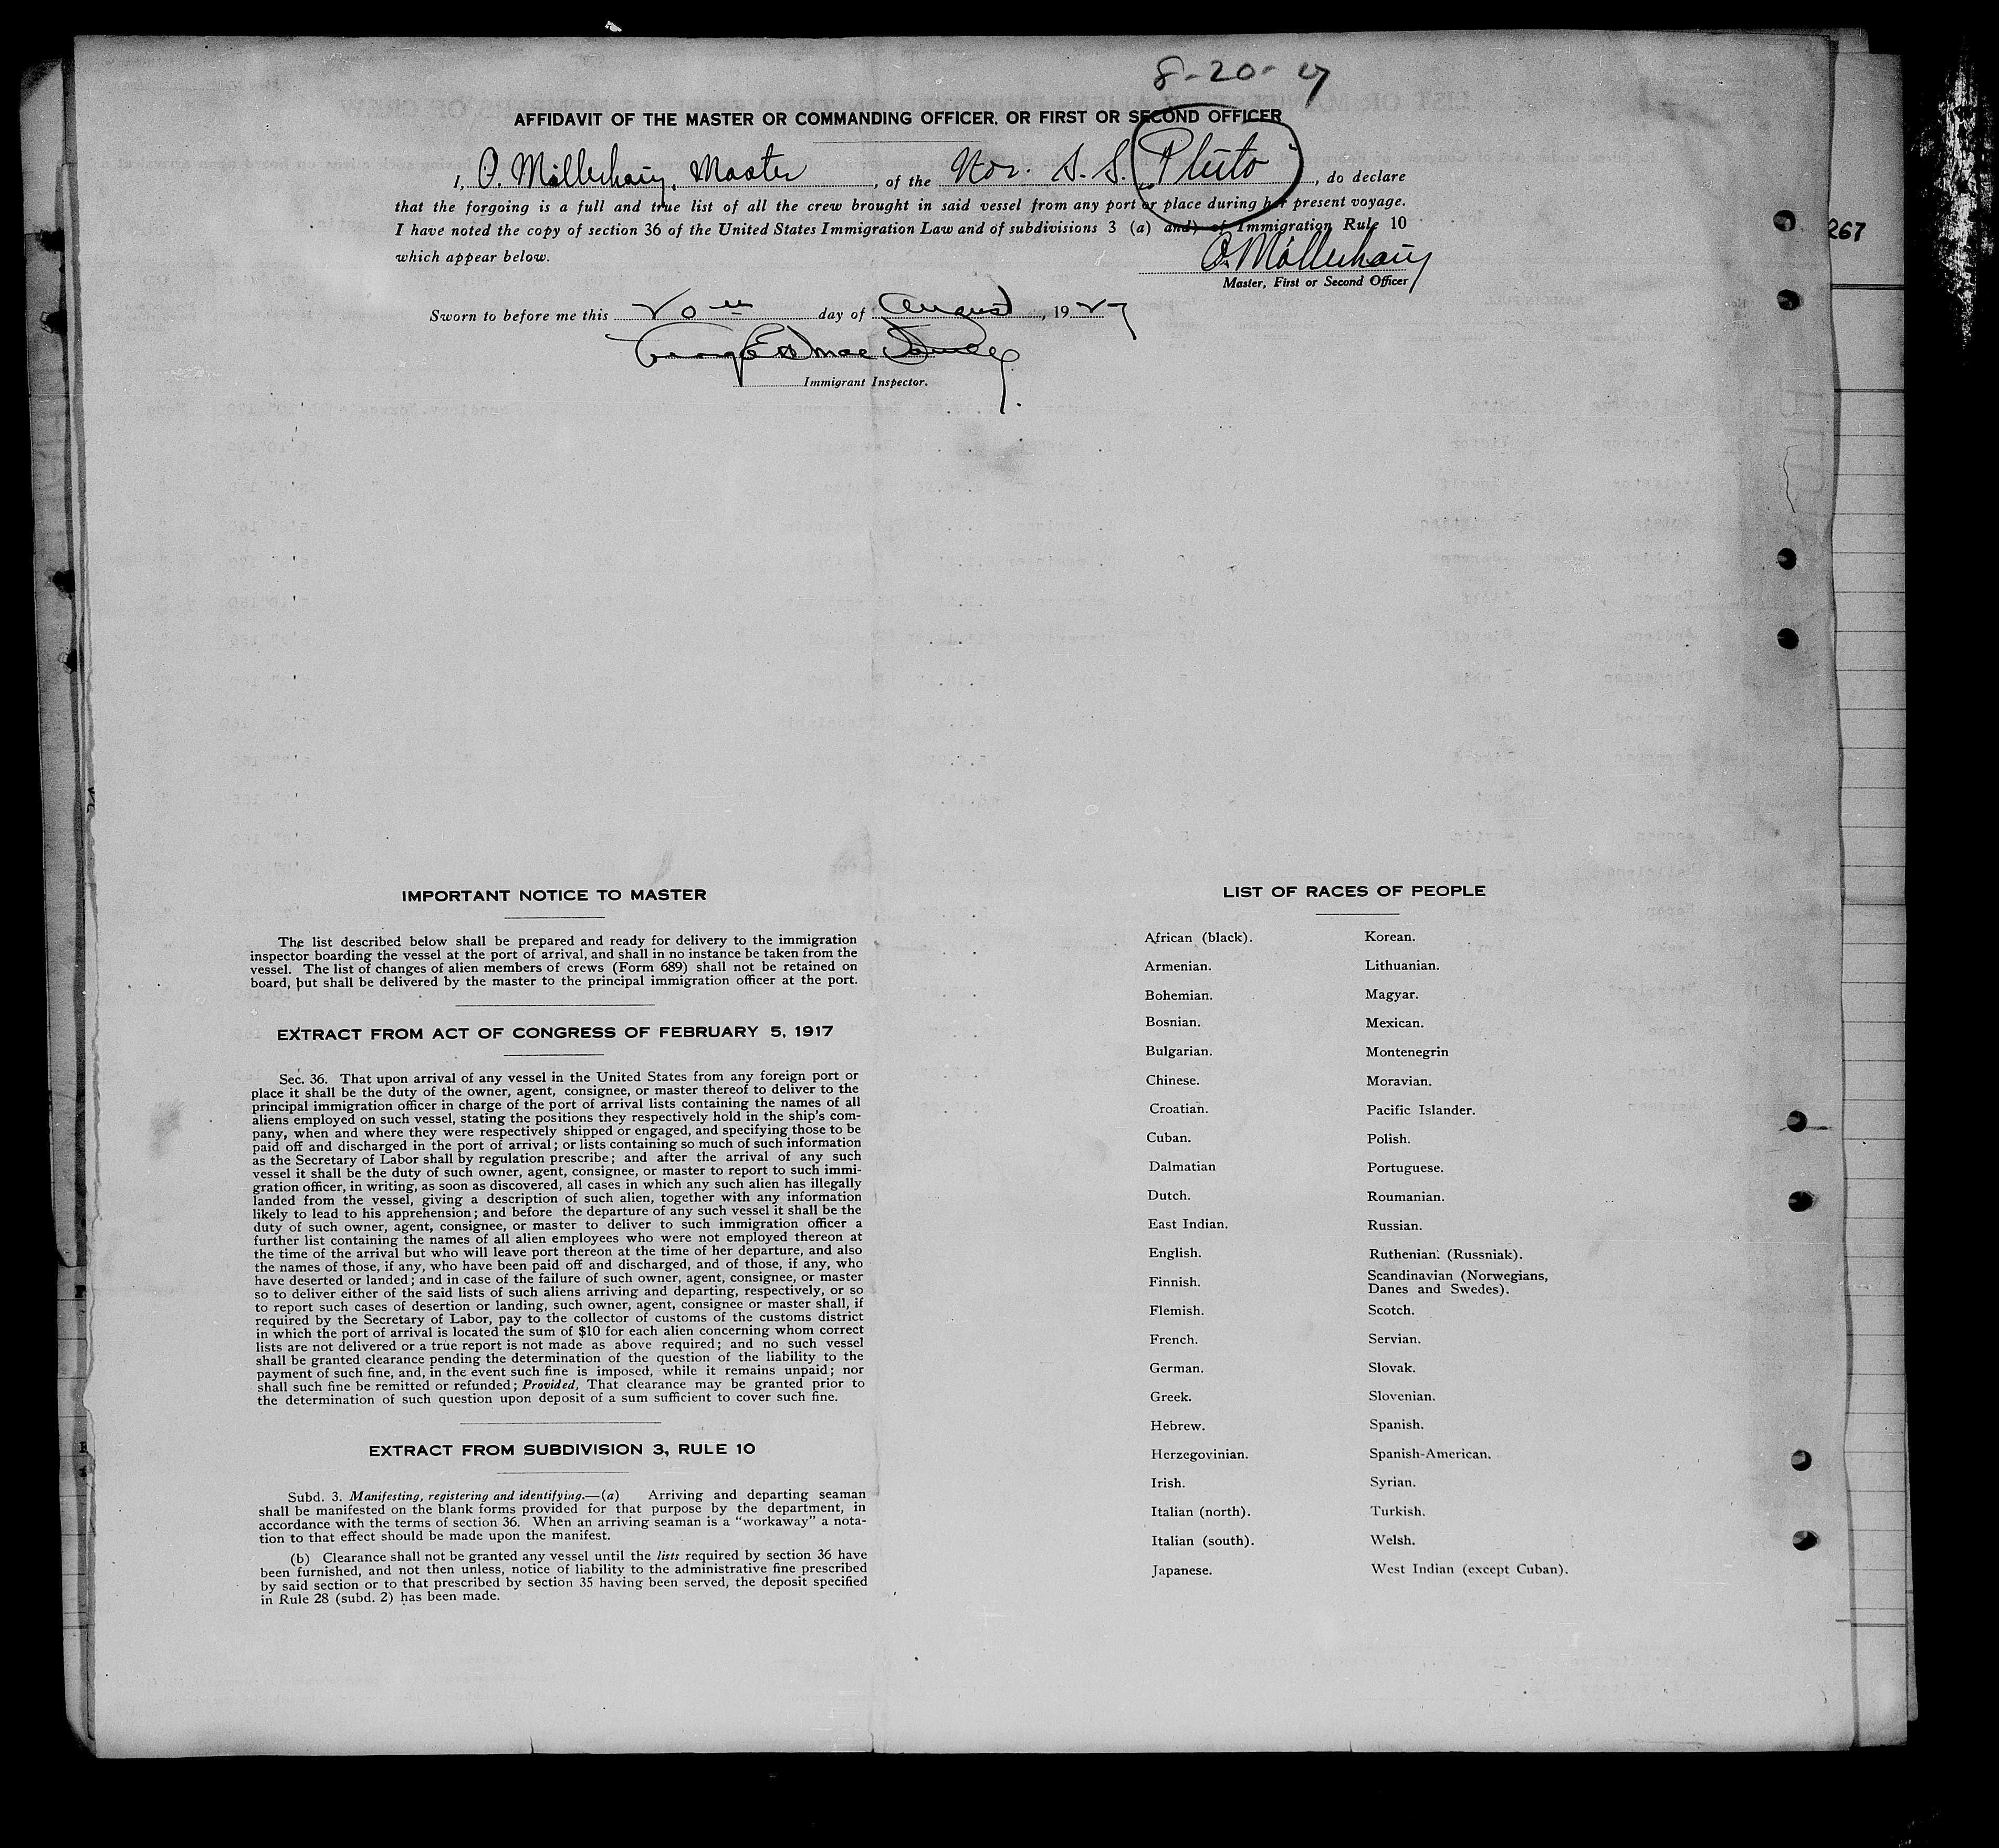 8-20-27
AFFIDAVIT OF THE MASTER OR COMMANDING OFFICER, OR FIRST OR SECOND OFFICER
I, O. Möllerhaug, Master, of the Nor. S. S. "Pluto", do declare
that the forgoing is a full and true list of all the crew brought in said vessel from any port or place during her present voyage.
I have noted the copy of section 36 of the United States Immigration Law and of subdivisions 3 (a) and) of Immigration Rule 10
which appear below.
267
O. Möllerhaug
Master, First or Second Officer
Sworn to before me this 20th day of August, 1927
Immigrant Inspector.
IMPORTANT NOTICE TO MASTER
The list described below shall be prepared and ready for delivery to the immigration
inspector boarding the vessel at the port of arrival, and shall in no instance be taken from the
vessel. The list of changes of alien members of crews (Form 689) shall not be retained on
board, but shall be delivered by the master to the principal immigration officer at the port.
EXTRACT FROM ACT OF CONGRESS OF FEBRUARY 5, 1917
Sec. 36. That upon arrival of any vessel in the United States from any foreign port or
place it shall be the duty of the owner, agent, consignee, or master thereof to deliver to the
principal immigration officer in charge of the port of arrival lists containing the names of all
aliens employed on such vessel, stating the positions they respectively hold in the ship's com-
pany, when and where they were respectively shipped or engaged, and specifying those to be
paid off and discharged in the port of arrival; or lists containing so much of such information
as the Secretary of Labor shall by regulation prescribe; and after the arrival of any such
vessel it shall be the duty of such owner, agent, consignee, or master to report to such immi-
gration officer, in writing, as soon as discovered, all cases in which any such alien has illegally
landed from the vessel, giving a description of such alien, together with any information
likely to lead to his apprehension; and before the departure of any such vessel it shall be the
duty of such owner, agent, consignee, or master to deliver to such immigration officer a
further list containing the names of all alien employees who were not employed thereon at
the time of the arrival but who will leave port thereon at the time of her departure, and also
the names of those, if any, who have been paid off and discharged, and of those, if any, who
have deserted or landed; and in case of the failure of such owner, agent, consignee, or master
so to deliver either of the said lists of such aliens arriving and departing, respectively, or so
to report such cases of desertion or landing, such owner, agent, consignee or master shall, if
required by the Secretary of Labor, pay to the collector of customs of the customs district
in which the port of arrival is located the sum of $10 for each alien concerning whom correct
lists are not delivered or a true report is not made as above required; and no such vessel
shall be granted clearance pending the determination of the question of the liability to the
payment of such fine, and, in the event such fine is imposed, while it remains unpaid; nor
shall such fine be remitted or refunded; Provided, That clearance may be granted prior to
the determination of such question upon deposit of a sum sufficient to cover such fine.
EXTRACT FROM SUBDIVISION 3, RULE 10
Subd. 3. Manifesting, registering and identifying.—(a) Arriving and departing seaman
shall be manifested on the blank forms provided for that purpose by the department, in
accordance with the terms of section 36. When an arriving seaman is a "workaway" a nota-
tion to that effect should be made upon the manifest.
(b) Clearance shall not be granted any vessel until the lists required by section 36 have
been furnished, and not then unless, notice of liability to the administrative fine prescribed
by said section or to that prescribed by section 35 having been served, the deposit specified
in Rule 28 (subd. 2) has been made.
LIST OF RACES OF PEOPLE
African (black).
Armenian.
Bohemian.
Bosnian.
Bulgarian.
Chinese.
Croatian.
Cuban.
Dalmatian
Dutch.
East Indian.
English.
Finnish.
Flemish.
French.
German.
Greek.
Hebrew.
Herzegovinian.
Irish.
Italian (north).
Italian (south).
Japanese.
Korean.
Lithuanian.
Magyar.
Mexican.
Montenegrin
Moravian.
Pacific Islander.
Polish.
Portuguese.
Roumanian.
Russian.
Ruthenian. (Russniak).
Scandinavian (Norwegians,
Danes and Swedes).
Scotch.
Servian.
Slovak.
Slovenian.
Spanish.
Spanish-American.
Syrian.
Turkish.
Welsh.
West Indian (except Cuban).